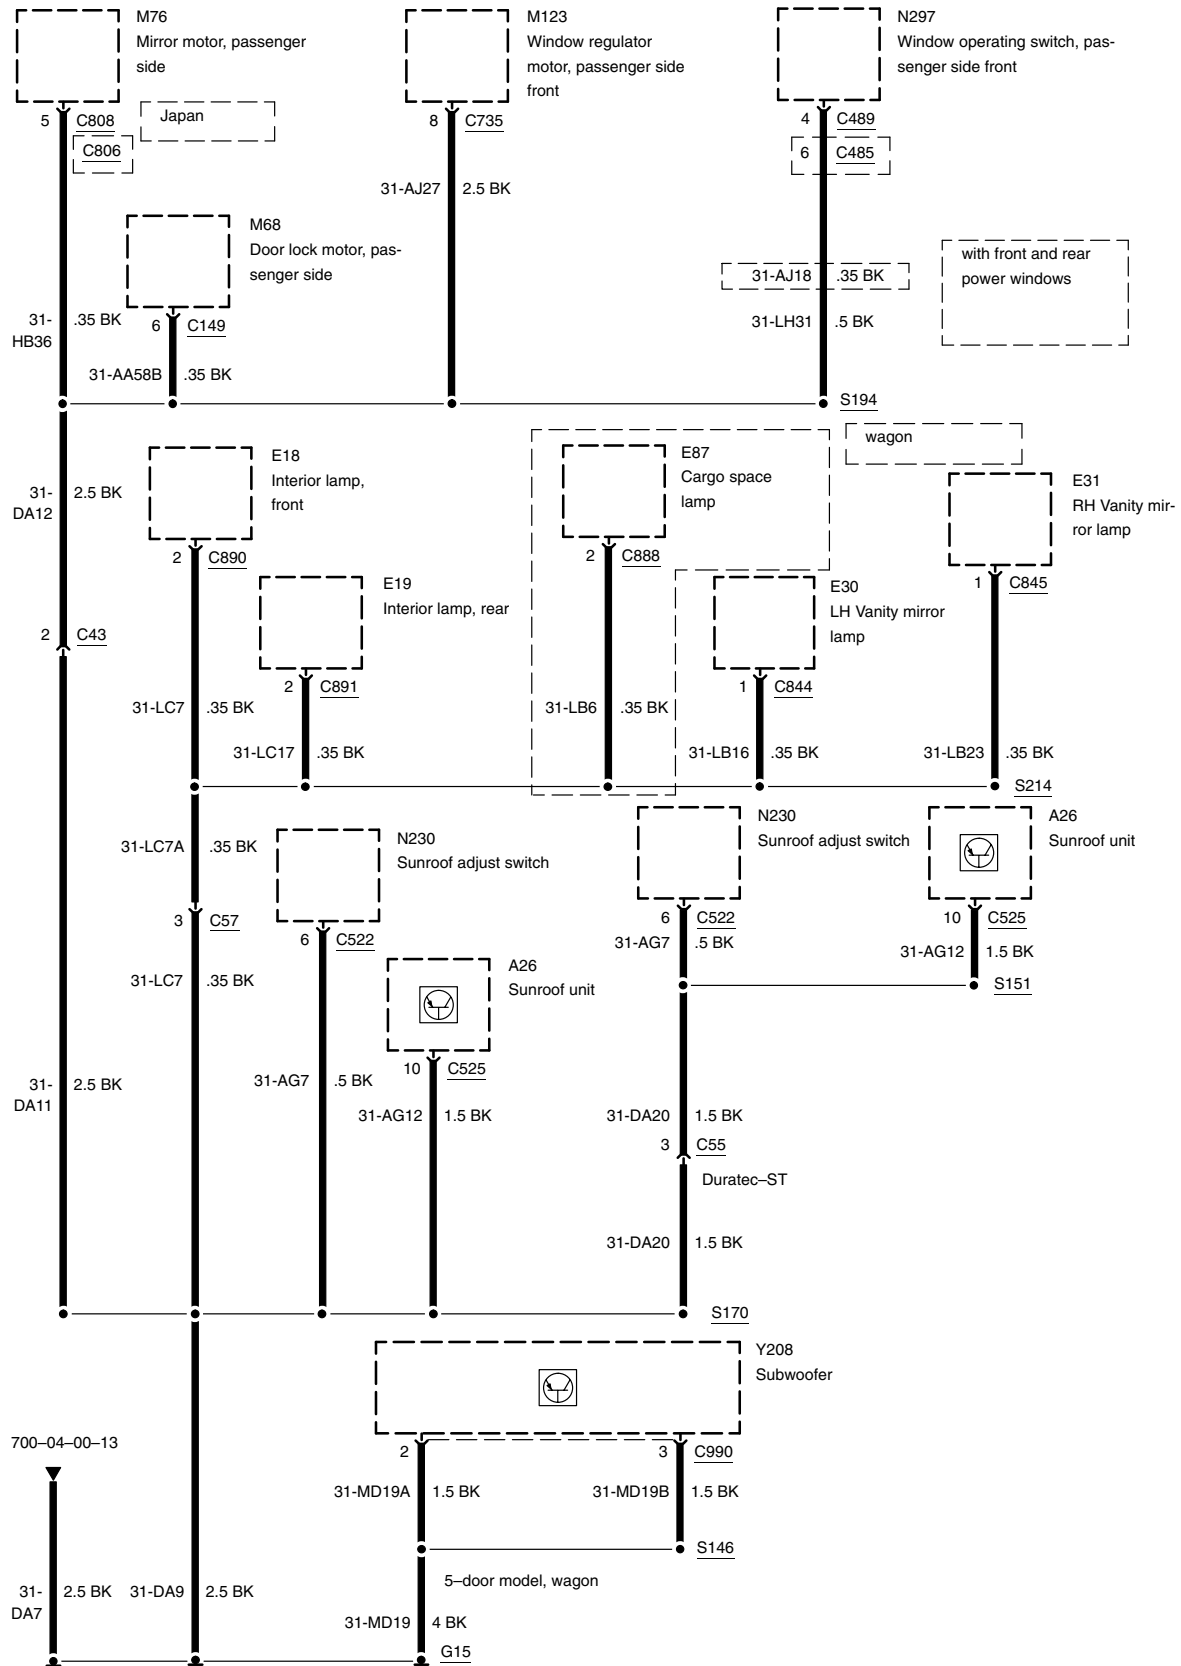 M76
Mirror motor, passenger
side
M123
Window regulator
motor, passenger side
front
N297
Window operating switch, pas-
senger side front
5
C808
C806
Japan
8
C735
4
C489
6
C485
31-AJ27
2.5 BK
M68
Door lock motor, pas-
senger side
31-AJ18
.35 BK
with front and rear
power windows
31-
HB36
.35 BK
6
C149
31-LH31
.5 BK
31-AA58B
.35 BK
S194
wagon
E18
Interior lamp,
front
E87
Cargo space
lamp
E31
RH Vanity mir-
ror lamp
31-
DA12
2.5 BK
2
C890
2
C888
1
C845
E19
Interior lamp, rear
E30
LH Vanity mirror
lamp
2
C43
2
C891
1
C844
31-LC7
.35 BK
31-LB6
.35 BK
31-LC17
.35 BK
31-LB16
.35 BK
31-LB23
.35 BK
S214
N230
Sunroof adjust switch
A26
Sunroof unit
31-LC7A
.35 BK
N230
Sunroof adjust switch
3
C57
6
C522
6
C522
10
C525
31-AG7
.5 BK
31-AG12
1.5 BK
31-LC7
.35 BK
A26
Sunroof unit
S151
10
C525
31-
DA11
2.5 BK
31-AG7
.5 BK
31-AG12
1.5 BK
31-DA20
1.5 BK
3
C55
Duratec–ST
31-DA20
1.5 BK
S170
Y208
Subwoofer
700–04–00–13
2
3
C990
31-MD19A
1.5 BK
31-MD19B
1.5 BK
S146
5–door model, wagon
31-
DA7
2.5 BK
31-DA9
2.5 BK
31-MD19
4 BK
G15